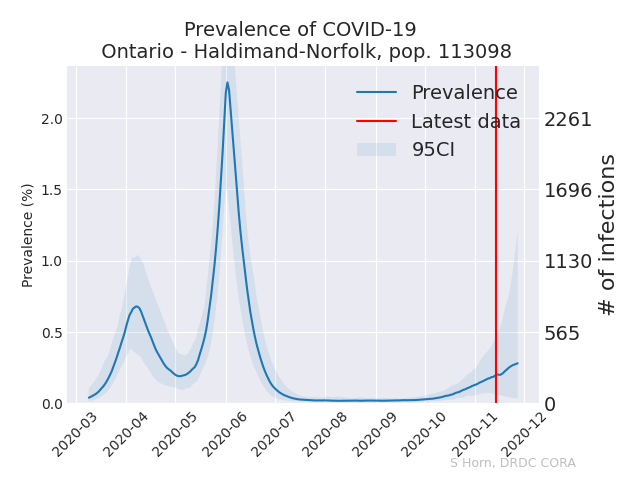 Prevalence of COVID-19
Ontario - Haldimand-Norfolk, pop. 113098
Prevalence
Latest data
95CI
Prevalence (%)
2.0
1.5
1.0
0.5
0.0
2261
1696
1130
565
0
# of infections
2020-03
2020-04
2020-05
2020-06
2020-07
2020-08
2020-09
2020-10
2020-11
2020-12
S Horn, DRDC CORA